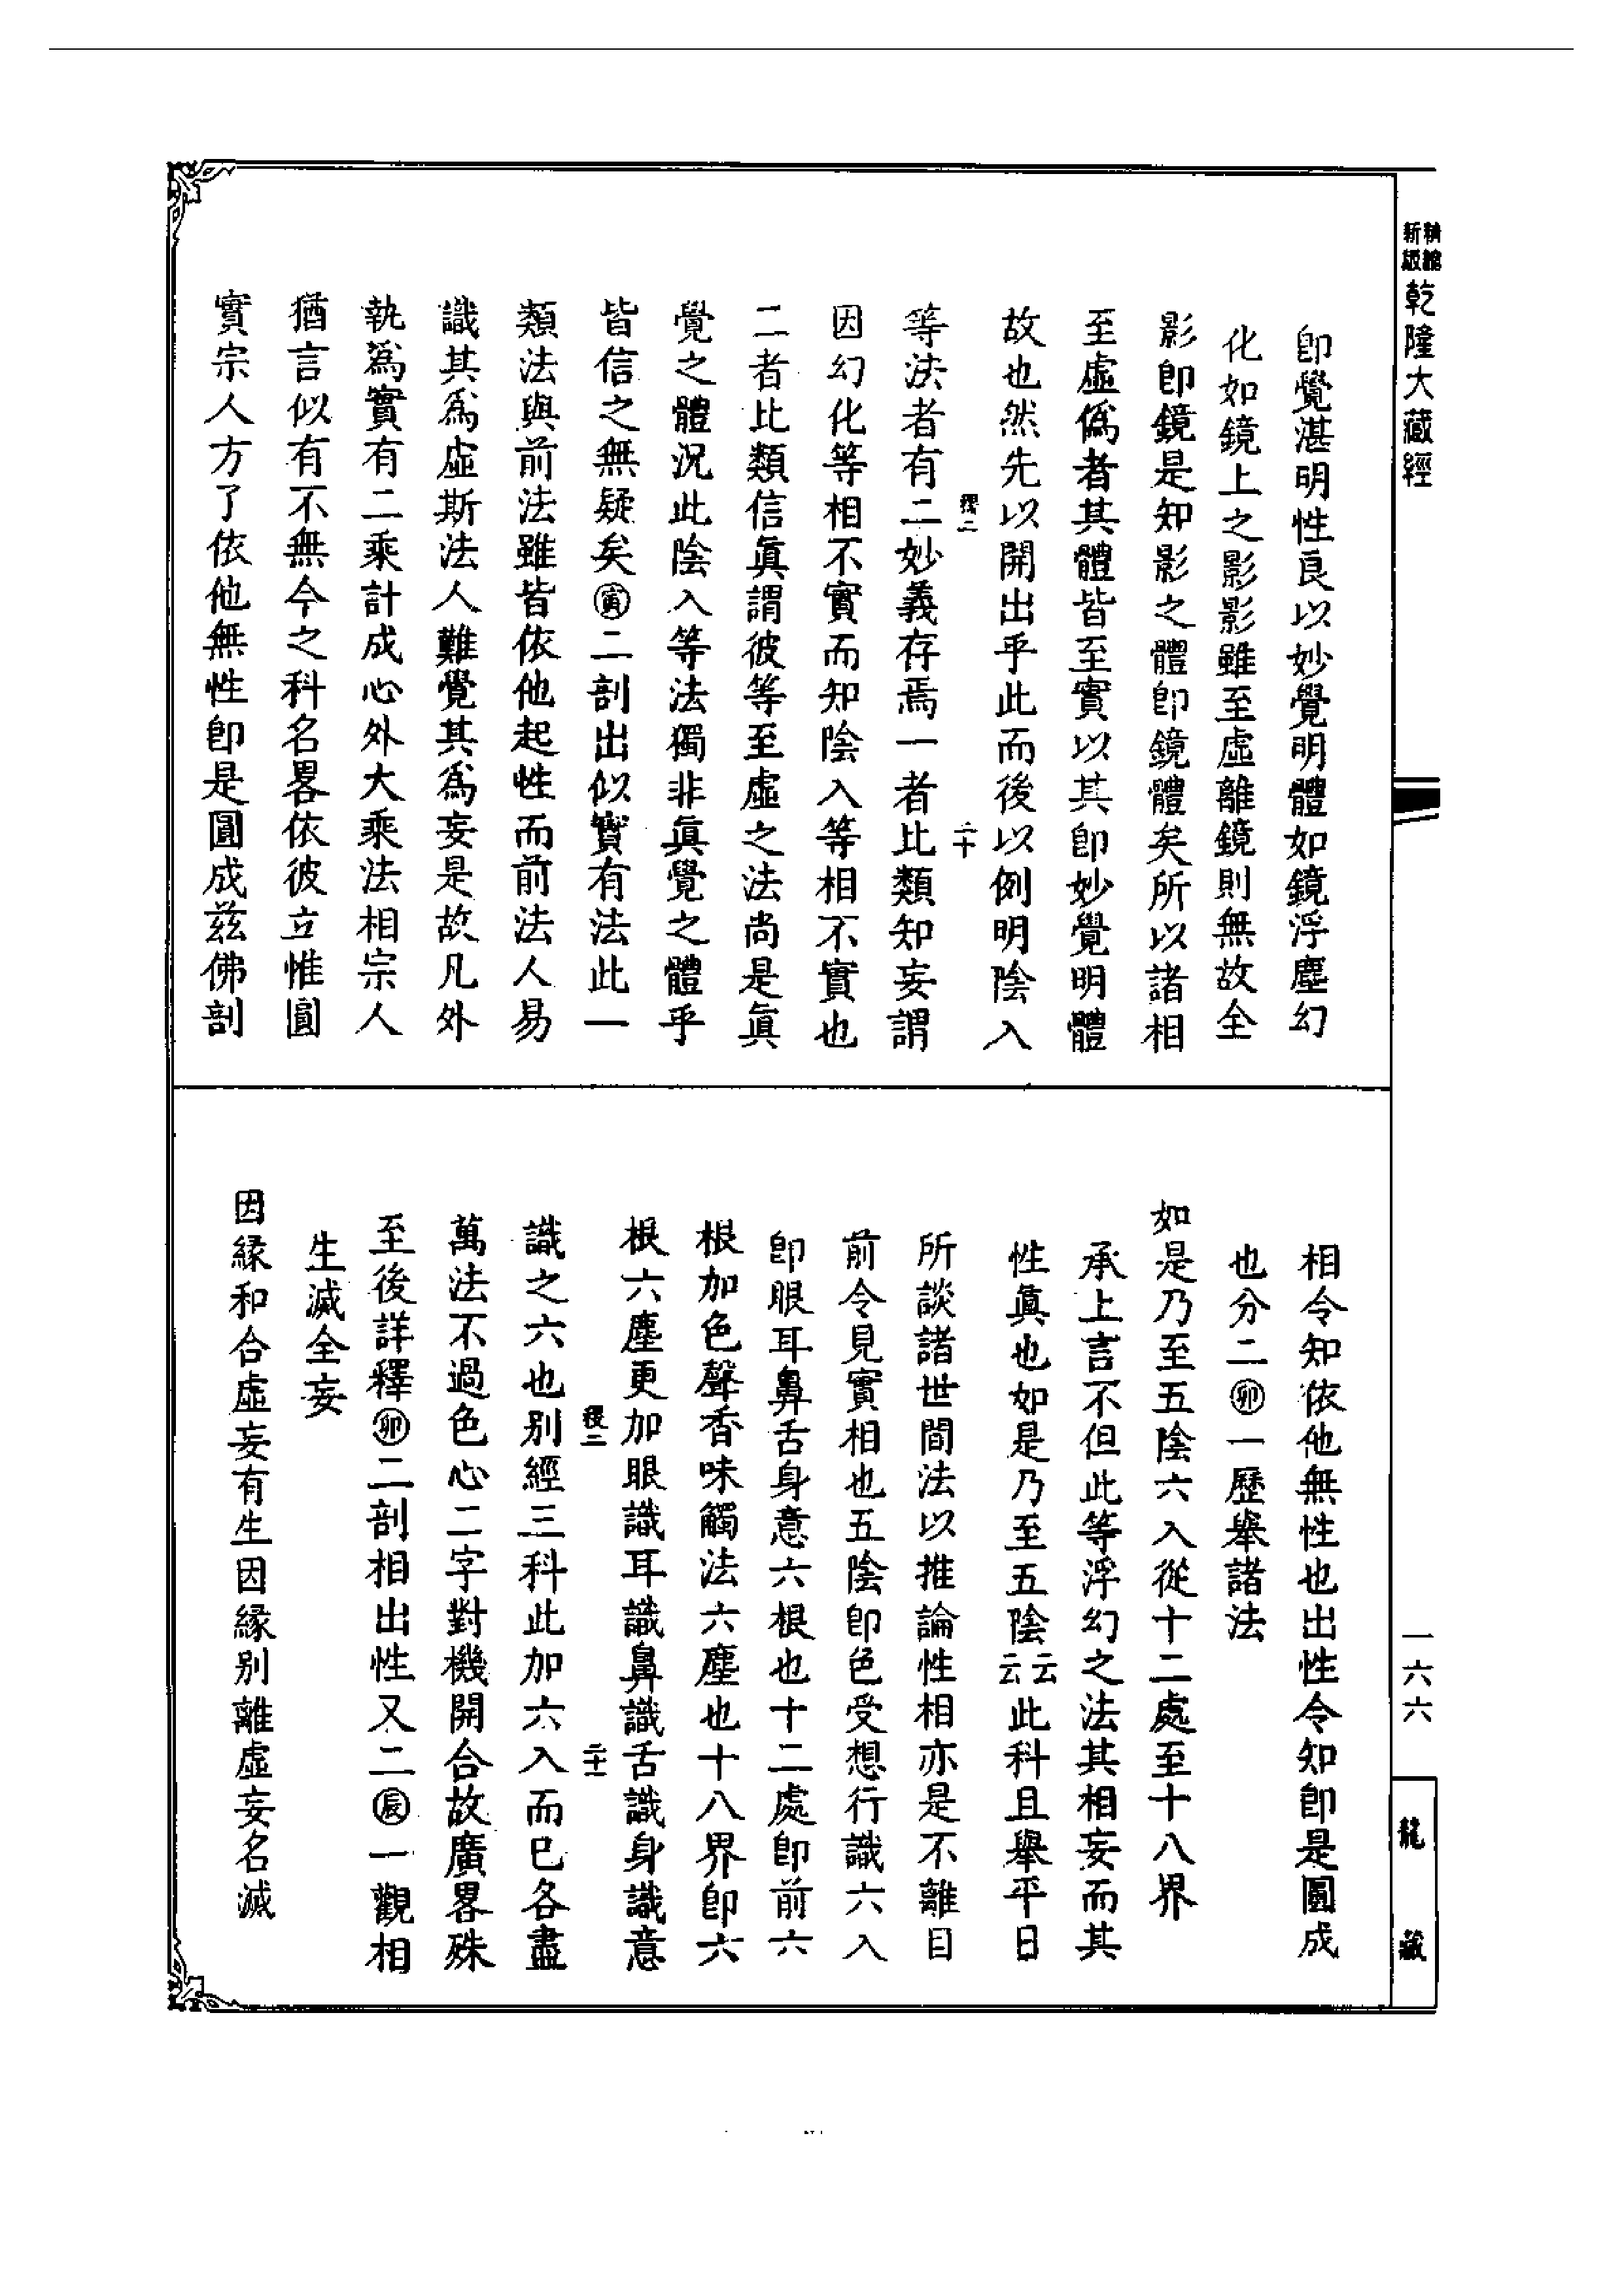 精縮新版乾隆大藏經
即覺湛明性良以妙覺明體如鏡浮塵幻
化如鏡上之影影雖至虛離鏡則無故全
影即鏡是知影之體即鏡體矣所以諸相
至虛偽者其體皆至實以其即妙覺明體
故也然先以開出乎此而後以例明陰入
二十
等法者有二妙義存焉一者比類知妄謂
因幻化等相不實而知陰入等相不實也
二者比類信眞謂彼等至虛之法尚是眞
覺之體況此陰入等法獨非眞覺之體乎
皆信之無疑矣㊢二剖出似實有法此一
類法與前法雖皆依他起性而前法人易
識其爲虛斯法人難覺其爲妄是故凡外
執爲實有二乘計成心外大乘法相宗人
猶言似有不無今之科名畧依彼立惟圓
實宗人方了依他無性即是圓成茲佛剖
相令知依他無性也出性令知即是圓成
也分二卯一歷舉諸法
如是乃至五陰六入從十二處至十八界
承上言不但此等浮幻之法其相妄而其
性眞也如是乃至五陰云云此科且舉平日
所談諸世間法以推論性相亦是不離目
前令見實相也五陰即色受想行識六入
即眼耳鼻舌身意六根也十二處即前六
根加色聲香味觸法六塵也十八界即六
根六塵更加眼識耳識鼻識舌識身識意
二十一
識之六也別經三科此加六入而已各盡
萬法不過色心二字對機開合故廣畧殊
至後詳釋卯二剖相出性又二辰一觀相
生滅全妄
因緣和合虛妄有生因緣別離虛妄名滅
一六六
龍藏